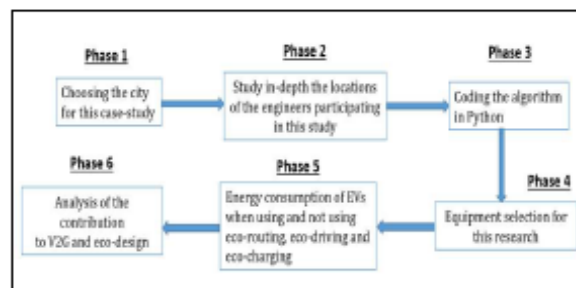 Phase 1
Choosing the city
for this case-study
Phase 2
Study in-depth the locations
of the engineers participating
in this study
Phase 3
Coding the algorithm
in Python
Phase 4
Equipment selection for
this research
Phase 5
Energy consumption of EVs
when using and not using
eco-routing, eco-driving and
eco-charging
Phase 6
Analysis of the
contribution
to V2G and eco-design